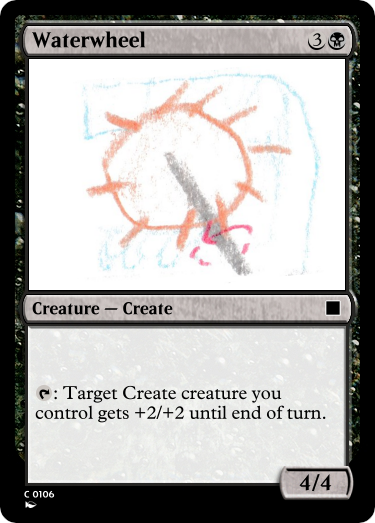 Waterwheel 3
Creature — Create
: Target Create creature you
control gets +2/+2 until end of turn.
4/4
C 0106